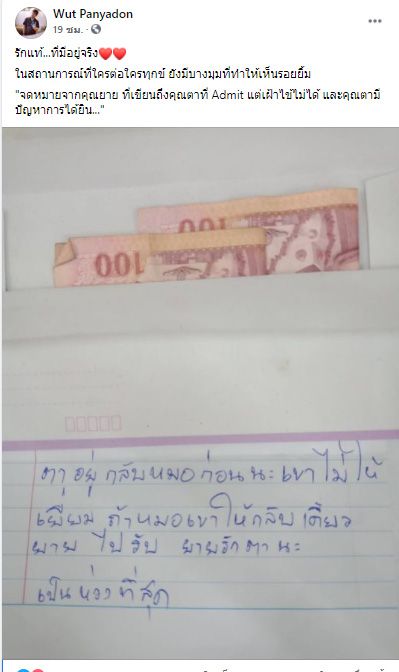 Wut Panyadon
19 ชม. ·
รักแท้...ที่มีอยู่จริง❤❤
ในสถานการณ์ที่ใครต่อใครทุกข์ ยังมีบางมุมที่ทำให้เห็นรอยยิ้ม
"จดหมายจากคุณยาย ที่เขียนถึงคุณตาที่ Admit แต่เฝ้าไข้ไม่ได้ และคุณตามี
ปัญหาการได้ยิน..."
100
100
ตาอยู่ กลับหมอก่อนนะเขาไม่ให้
เยียม ถ้าหมอเขาให้กลับเดี๋ยว
ยาย ไปรับ ยายรักตานะ
เป็นห่วงที่สุด